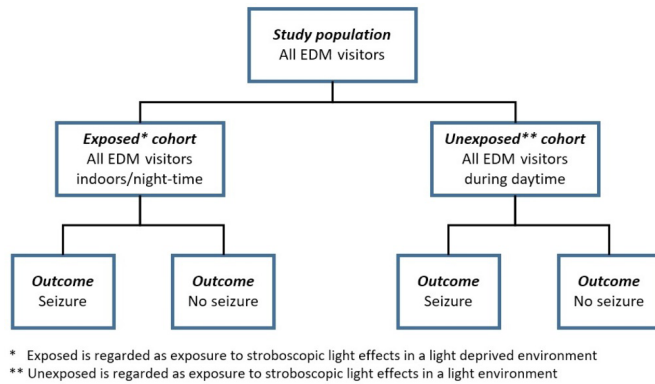 Study population
All EDM visitors
Exposed* cohort
All EDM visitors
indoors/night-time
Unexposed** cohort
All EDM visitors
during daytime
Outcome
Seizure
Outcome
No seizure
Outcome
Seizure
Outcome
No seizure
* Exposed is regarded as exposure to stroboscopic light effects in a light deprived environment
** Unexposed is regarded as exposure to stroboscopic light effects in a light environment